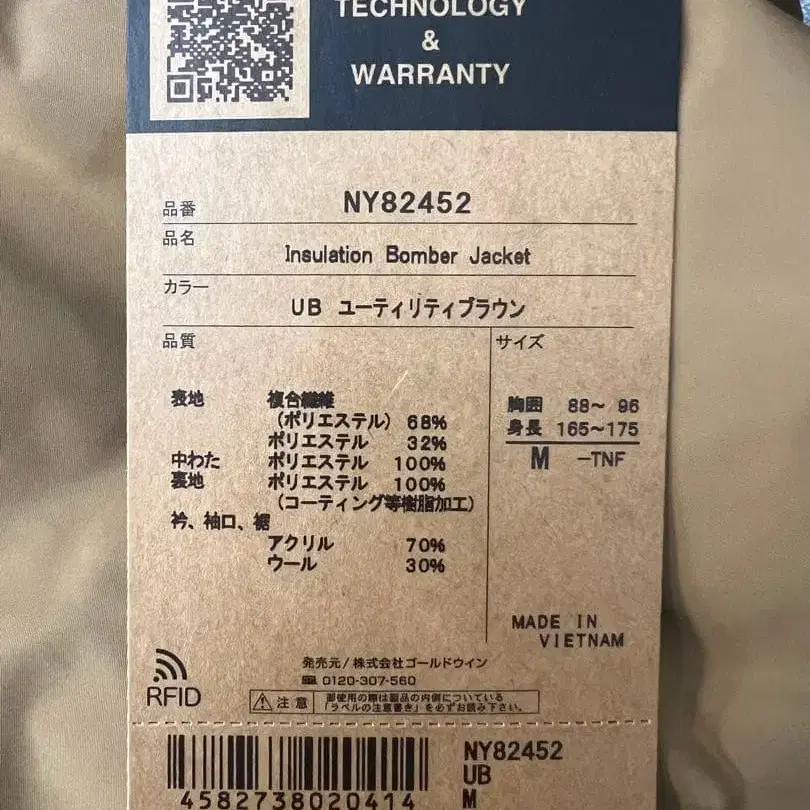 TECHNOLOGY
&
WARRANTY
品番 NY82452
品名 Insulation Bomber Jacket
カラー UB ユーティリティブラウン
品質
表地 複合繊維
(ポリエステル) 68%
ポリエステル 32%
中わた ポリエステル 100%
裏地 ポリエステル 100%
(コーティング等樹脂加工)
衿、袖口、裾
アクリル 70%
ウール 30%
サイズ
胸囲 88~ 96
身長 165~175
M -TNF
MADE IN
VIETNAM
RFID
発売元/株式会社ゴールドウイン
0120-307-560
注意 御使用の際は製品の内側についている
「ラベルの注意書き」を必ずお読み下さい。
4582738020414
NY82452
UB
M